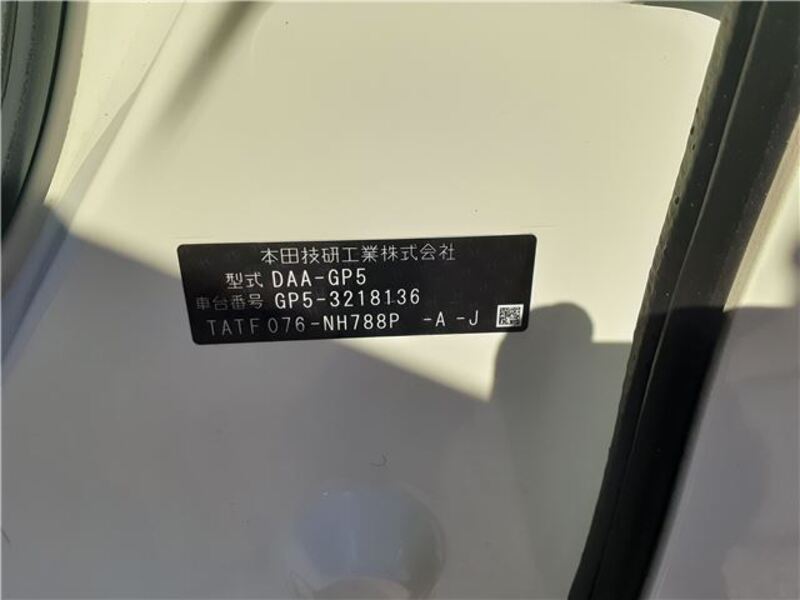 本田技研工業株式会社
型式 DAA-GP5
車台番号 GP5-3218136
TATF076-NH788P -A -J